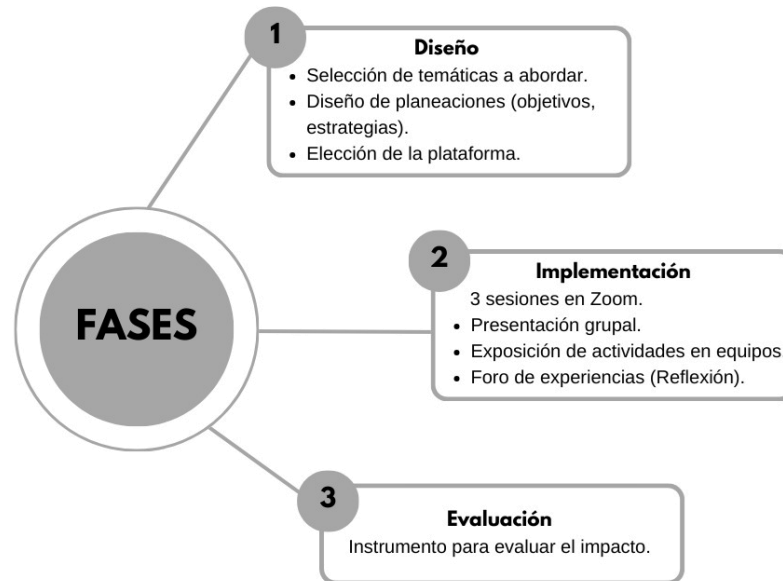 FASES
1
Diseño
• Selección de temáticas a abordar.
• Diseño de planeaciones (objetivos,
estrategias).
• Elección de la plataforma.
2
Implementación
3 sesiones en Zoom.
• Presentación grupal.
• Exposición de actividades en equipos
• Foro de experiencias (Reflexión).
3
Evaluación
Instrumento para evaluar el impacto.